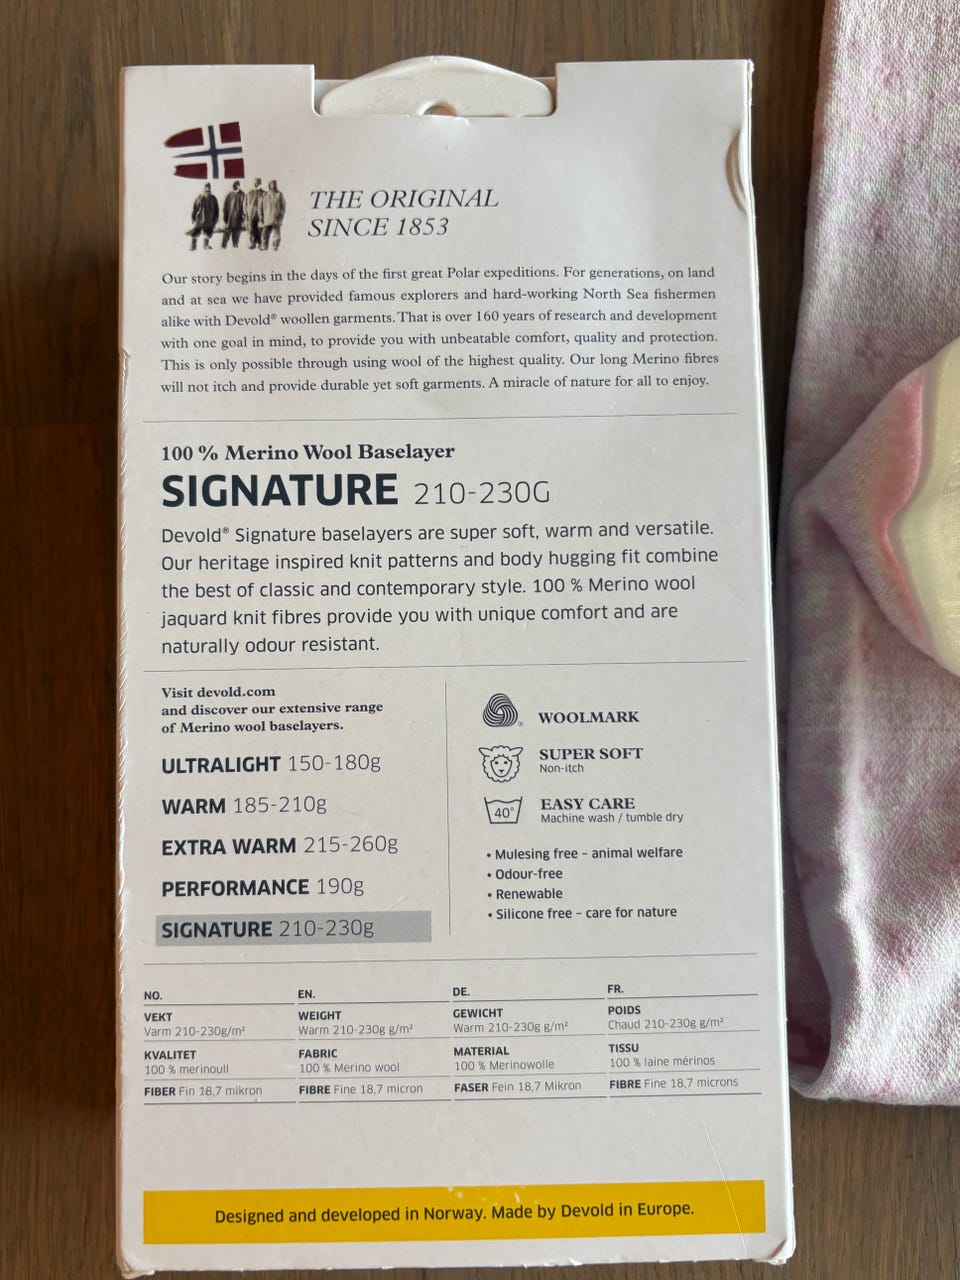 THE ORIGINAL
SINCE 1853
Our story begins in the days of the first great Polar expeditions. For generations, on land
and at sea we have provided famous explorers and hard-working North Sea fishermen
alike with Devold® woollen garments. That is over 160 years of research and development
with one goal in mind, to provide you with unbeatable comfort, quality and protection.
This is only possible through using wool of the highest quality. Our long Merino fibres
will not itch and provide durable yet soft garments. A miracle of nature for all to enjoy.
100 % Merino Wool Baselayer
SIGNATURE 210-230G
Devold® Signature baselayers are super soft, warm and versatile.
Our heritage inspired knit patterns and body hugging fit combine
the best of classic and contemporary style. 100 % Merino wool
jaquard knit fibres provide you with unique comfort and are
naturally odour resistant.
Visit devold.com
and discover our extensive range
of Merino wool baselayers.
ULTRALIGHT 150-180g
WARM 185-210g
EXTRA WARM 215-260g
PERFORMANCE 190g
SIGNATURE 210-230g
WOOLMARK
SUPER SOFT
Non-itch
40°
EASY CARE
Machine wash / tumble dry
• Mulesing free – animal welfare
• Odour-free
• Renewable
• Silicone free – care for nature
NO.
VEKT
Varm 210-230g/m²
KVALITET
100 % merinoull
FIBER Fin 18,7 mikron
EN.
WEIGHT
Warm 210-230g g/m²
FABRIC
100 % Merino wool
FIBRE Fine 18,7 micron
DE.
GEWICHT
Warm 210-230g g/m²
MATERIAL
100 % Merinowolle
FASER Fein 18,7 Mikron
FR.
POIDS
Chaud 210-230g g/m²
TISSU
100 % laine mérinos
FIBRE Fine 18,7 microns
Designed and developed in Norway. Made by Devold in Europe.